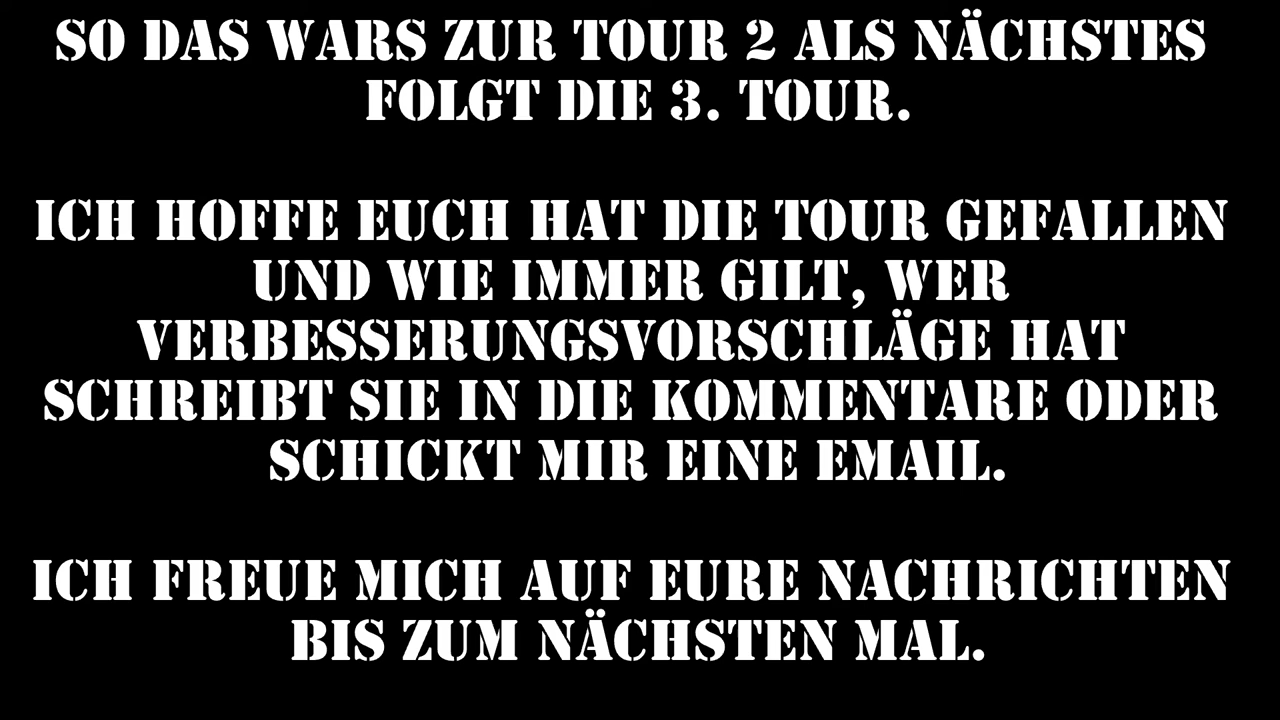 SO DAS WARS ZUR TOUR 2 ALS NÄCHSTES
FOLGT DIE 3. TOUR.
ICH HOFFE EUCH HAT DIE TOUR GEFALLEN
UND WIE IMMER GILT, WER
VERBESSERUNGSVORSCHLÄGE HAT
SCHREIBT SIE IN DIE KOMMENTARE ODER
SCHICKT MIR EINE EMAIL.
ICH FREUE MICH AUF EURE NACHRICHTEN
BIS ZUM NÄCHSTEN MAL.